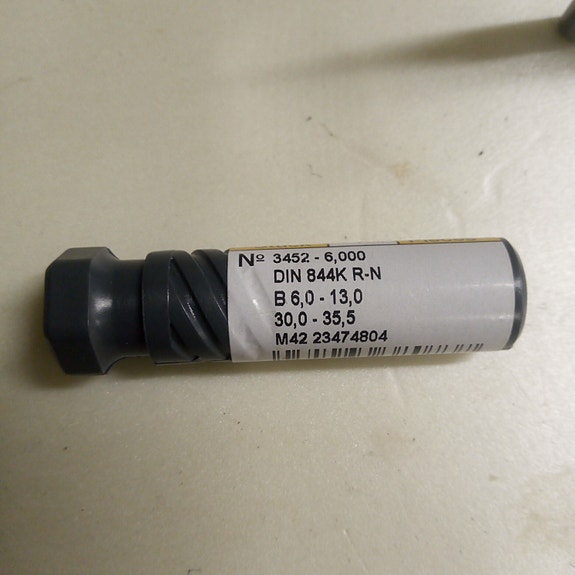 Nº 3452 - 6,000
DIN 844K R-N
B 6,0 - 13,0
30,0 - 35,5
M42 23474804